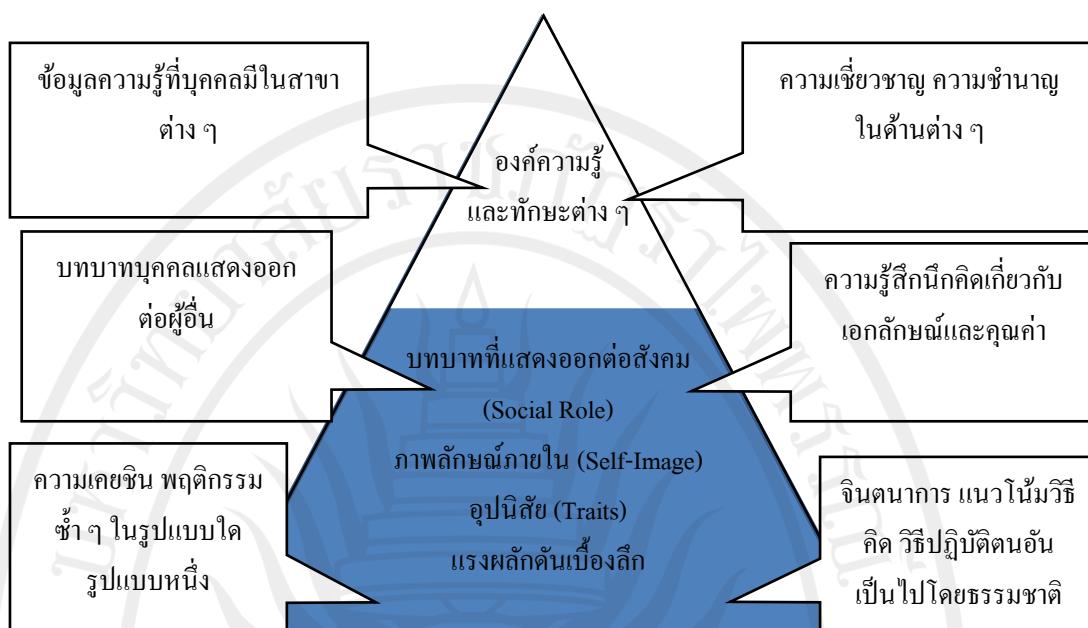 ข้อมูลความรู้ที่บุคคลมีในสาขา
ต่าง ๆ
ความเชี่ยวชาญ ความชำนาญ
ในด้านต่าง ๆ
องค์ความรู้
และทักษะต่าง ๆ
บทบาทบุคคลแสดงออก
ต่อผู้อื่น
ความรู้สึกนึกคิดเกี่ยวกับ
เอกลักษณ์และคุณค่า
บทบาทที่แสดงออกต่อสังคม
(Social Role)
ภาพลักษณ์ภายใน (Self-Image)
อุปนิสัย (Traits)
แรงผลักดันเบื้องลึก
ความเคยชิน พฤติกรรม
ซ้ำ ๆ ในรูปแบบใด
รูปแบบหนึ่ง
จินตนาการ แนวโน้มวิธี
คิด วิธีปฏิบัติตนอัน
เป็นไปโดยธรรมชาติ